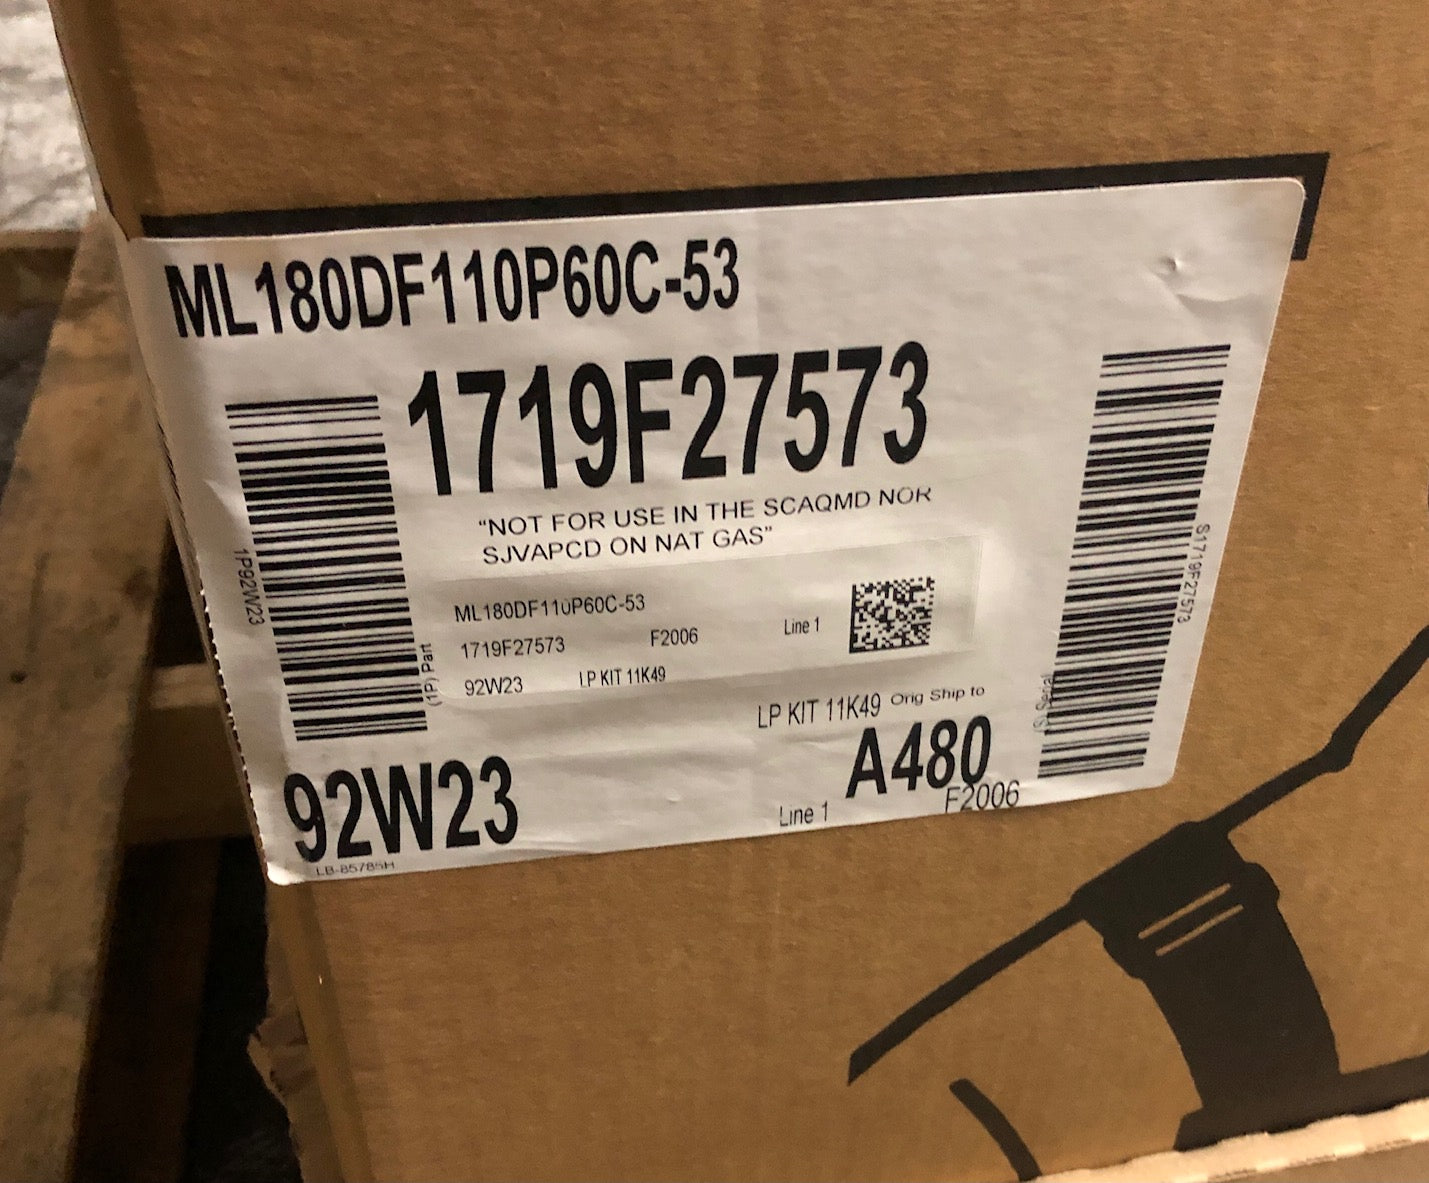 ML180DF110P60C-53
1719F27573
"NOT FOR USE IN THE SCAQMD NOR
SJVAPCD ON NAT GAS"
1P92W23
(1P) Part
ML180DF110P60C-53
1719F27573 F2006 Line 1
92W23 LP KIT 11K49
S1719F27573
(S) Serial
LP KIT 11K49 Orig Ship to
A480
92W23
Line 1 F2006
LB-85785H